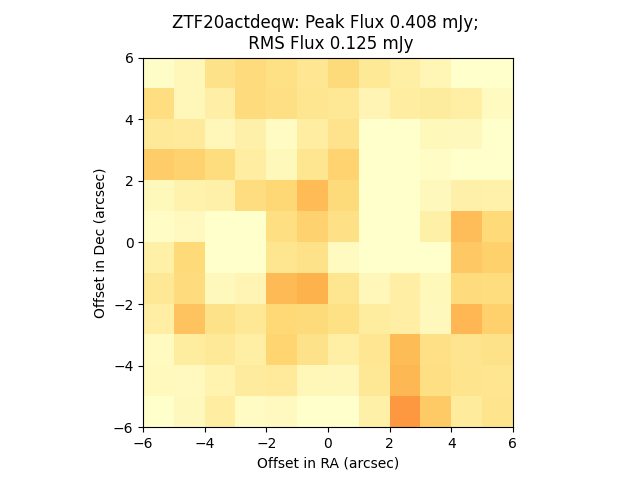 ZTF20actdeqw: Peak Flux 0.408 mJy;
RMS Flux 0.125 mJy
6
4
2
0
−2
−4
−6
Offset in Dec (arcsec)
−6 −4 −2 0 2 4 6
Offset in RA (arcsec)